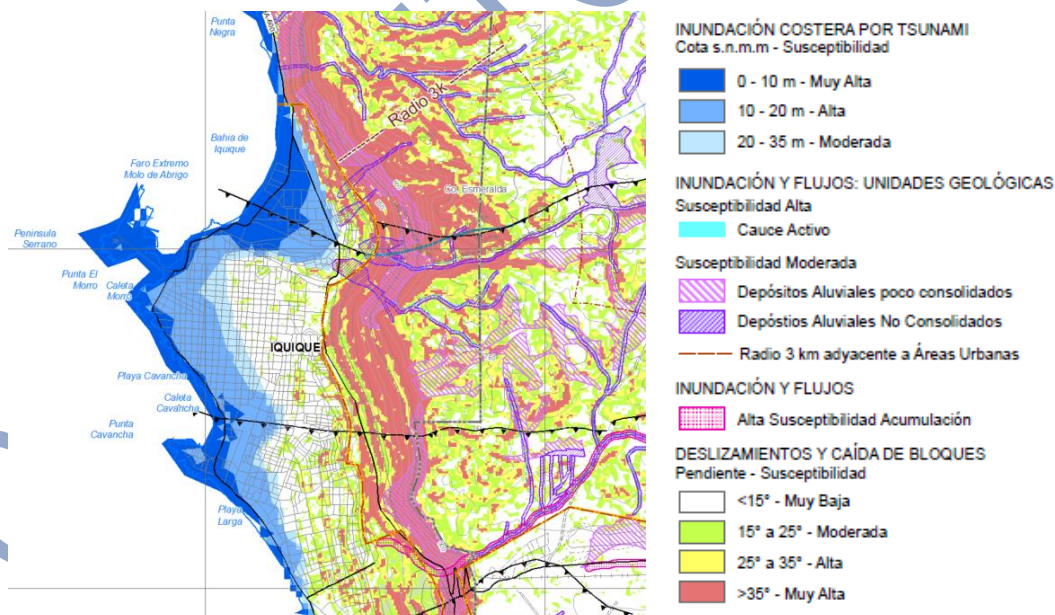 Punta
Negra
A-600
Radio 3k
Bahia de
Iquique
Faro Extremo
Molo de Abrigo
Co. Esmeralda
Peninsula
Serrano
Punta El
Morro
Caleta
Morro
IQUIQUE
Playa Cavancha
Caleta
Cavancha
Punta
Cavancha
Playa
Larga
INUNDACIÓN COSTERA POR TSUNAMI
Cota s.n.m.m - Susceptibilidad
0 - 10 m - Muy Alta
10 - 20 m - Alta
20 - 35 m - Moderada
INUNDACIÓN Y FLUJOS: UNIDADES GEOLÓGICAS
Susceptibilidad Alta
Cauce Activo
Susceptibilidad Moderada
Depósitos Aluviales poco consolidados
Depóstios Aluviales No Consolidados
Radio 3 km adyacente a Áreas Urbanas
INUNDACIÓN Y FLUJOS
Alta Susceptibilidad Acumulación
DESLIZAMIENTOS Y CAÍDA DE BLOQUES
Pendiente - Susceptibilidad
<15° - Muy Baja
15° a 25° - Moderada
25° a 35° - Alta
>35° - Muy Alta